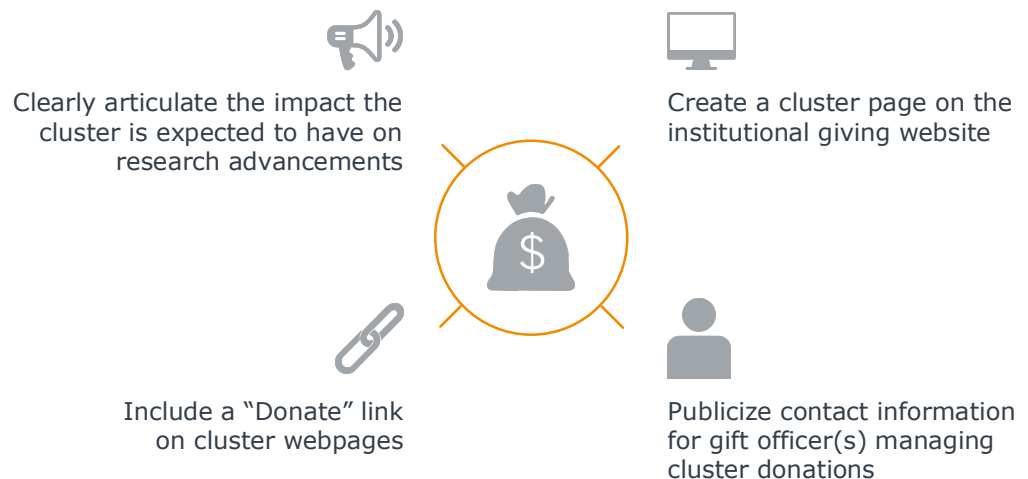 Clearly articulate the impact the
cluster is expected to have on
research advancements
Create a cluster page on the
institutional giving website
$
Include a “Donate” link
on cluster webpages
Publicize contact information
for gift officer(s) managing
cluster donations